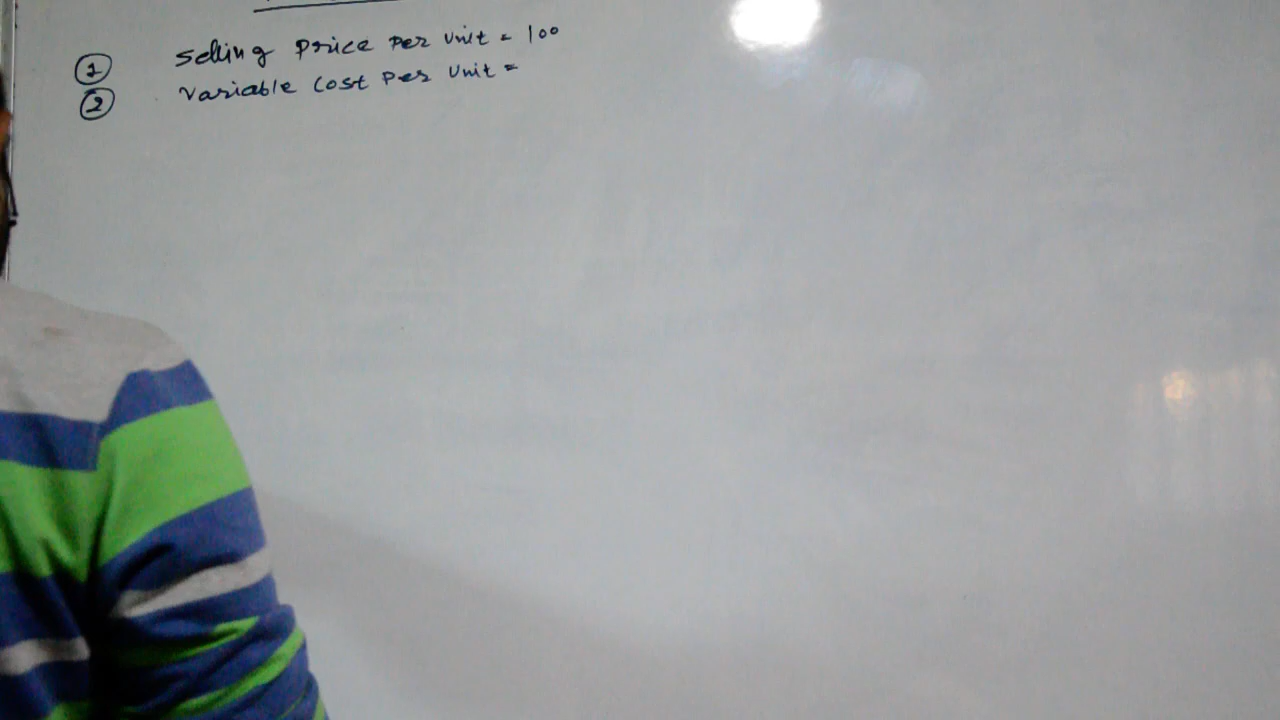 ① Selling Price Per Unit = 100
② Variable Cost Per Unit =